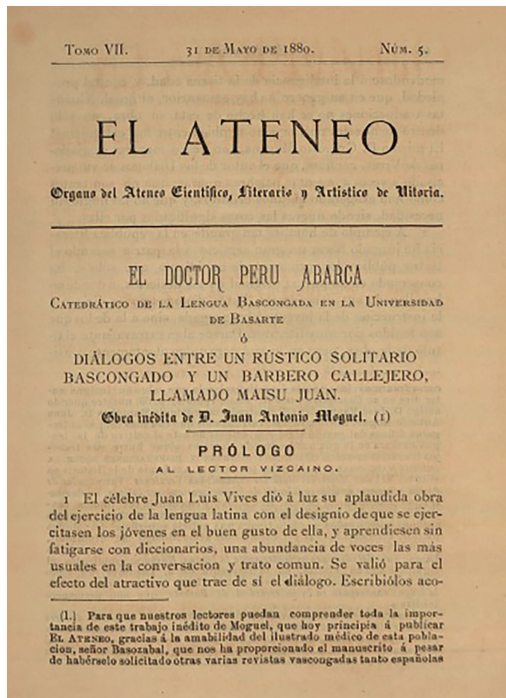 Tomo VII.	31 de Mayo de 1880.	Núm. 5.
EL ATENEO
Organo del Ateneo Científico, Literario y Artístico de Vitoria.
EL DOCTOR PERU ABARCA
Catedrático de la Lengua Bascongada en la Universidad
de Basarte
ó
DIÁLOGOS ENTRE UN RÚSTICO SOLITARIO
BASCONGADO Y UN BARBERO CALLEJERO,
LLAMADO MAISU JUAN.
Obra inédita de D. Juan Antonio Moguel. (1)
PRÓLOGO
AL LECTOR VIZCAINO.
1 El célebre Juan Luis Vives dió á luz su aplaudida obra
del ejercicio de la lengua latina con el designio de que se ejer-
citasen los jóvenes en el buen gusto de ella, y aprendiesen sin
fatigarse con diccionarios, una abundancia de voces las más
usuales en la conversacion y trato comun. Se valió para el
efecto del atractivo que trae de sí el diálogo. Escribiólos aco-
(1.) Para que nuestros lectores puedan comprender toda la impor-
tancia de este trabajo inédito de Moguel, que hoy principia á publicar
El Ateneo, gracias á la amabilidad del ilustrado médico de esta pobla-
cion, señor Basozabal, que nos ha proporcionado el manuscrito á pesar
de habérselo solicitado otras varias revistas vascongadas tanto españolas